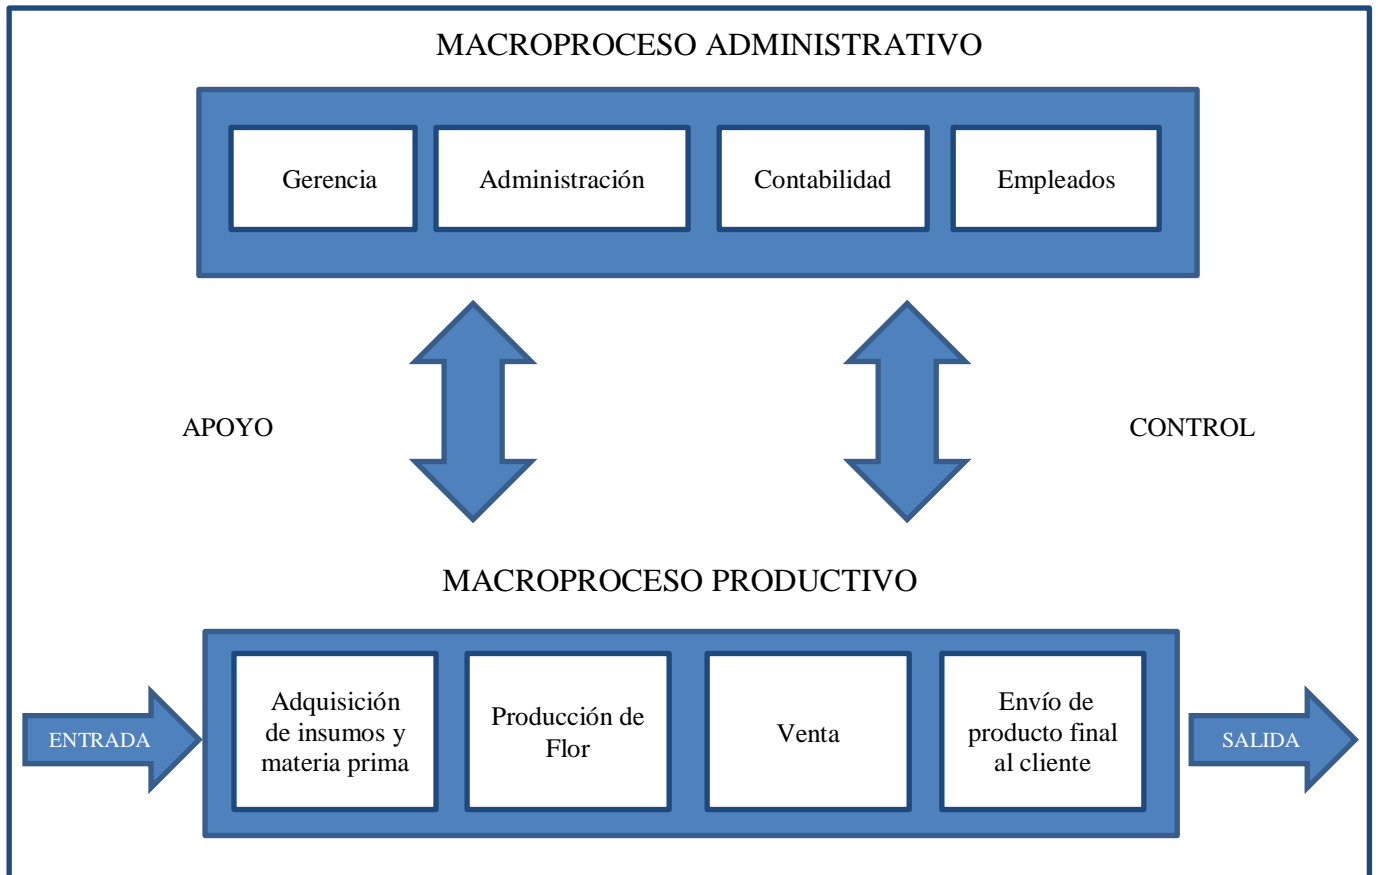 MACROPROCESO ADMINISTRATIVO
Gerencia
Administración
Contabilidad
Empleados
APOYO
CONTROL
MACROPROCESO PRODUCTIVO
ENTRADA
Adquisición
de insumos y
materia prima
Producción de
Flor
Venta
Envío de
producto final
al cliente
SALIDA